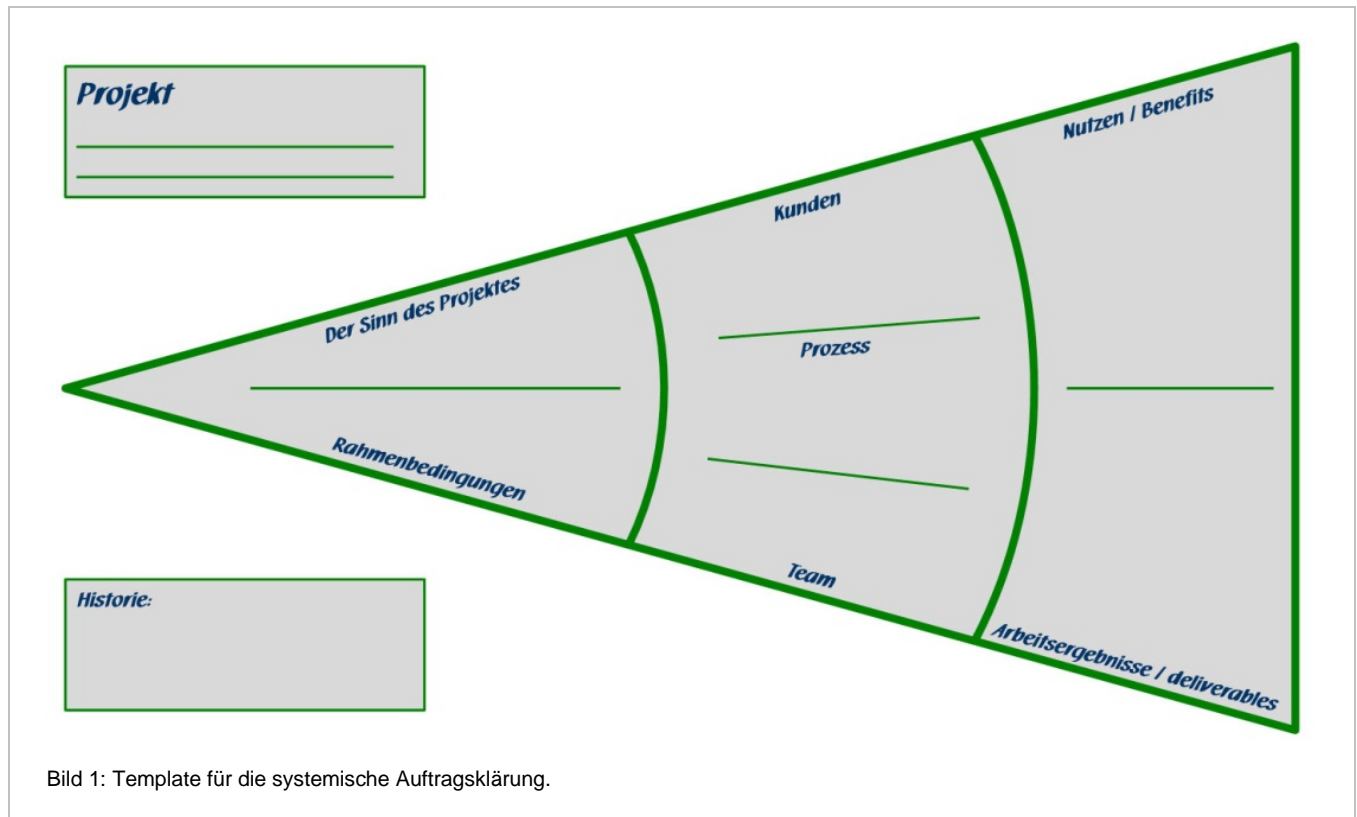 Projekt
Nutzen / Benefits
Kunden
Der Sinn des Projektes
Prozess
Rahmenbedingungen
Team
Historie:
Arbeitsergebnisse / deliverables
Bild 1: Template für die systemische Auftragsklärung.